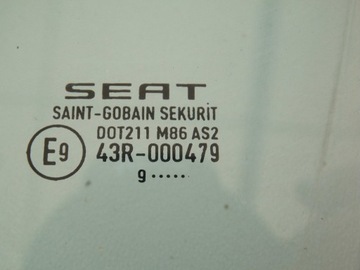 SEAT
SAINT-GOBAIN SEKURIT
DOT211 M86 AS2
E9 43R-000479
9 •••••